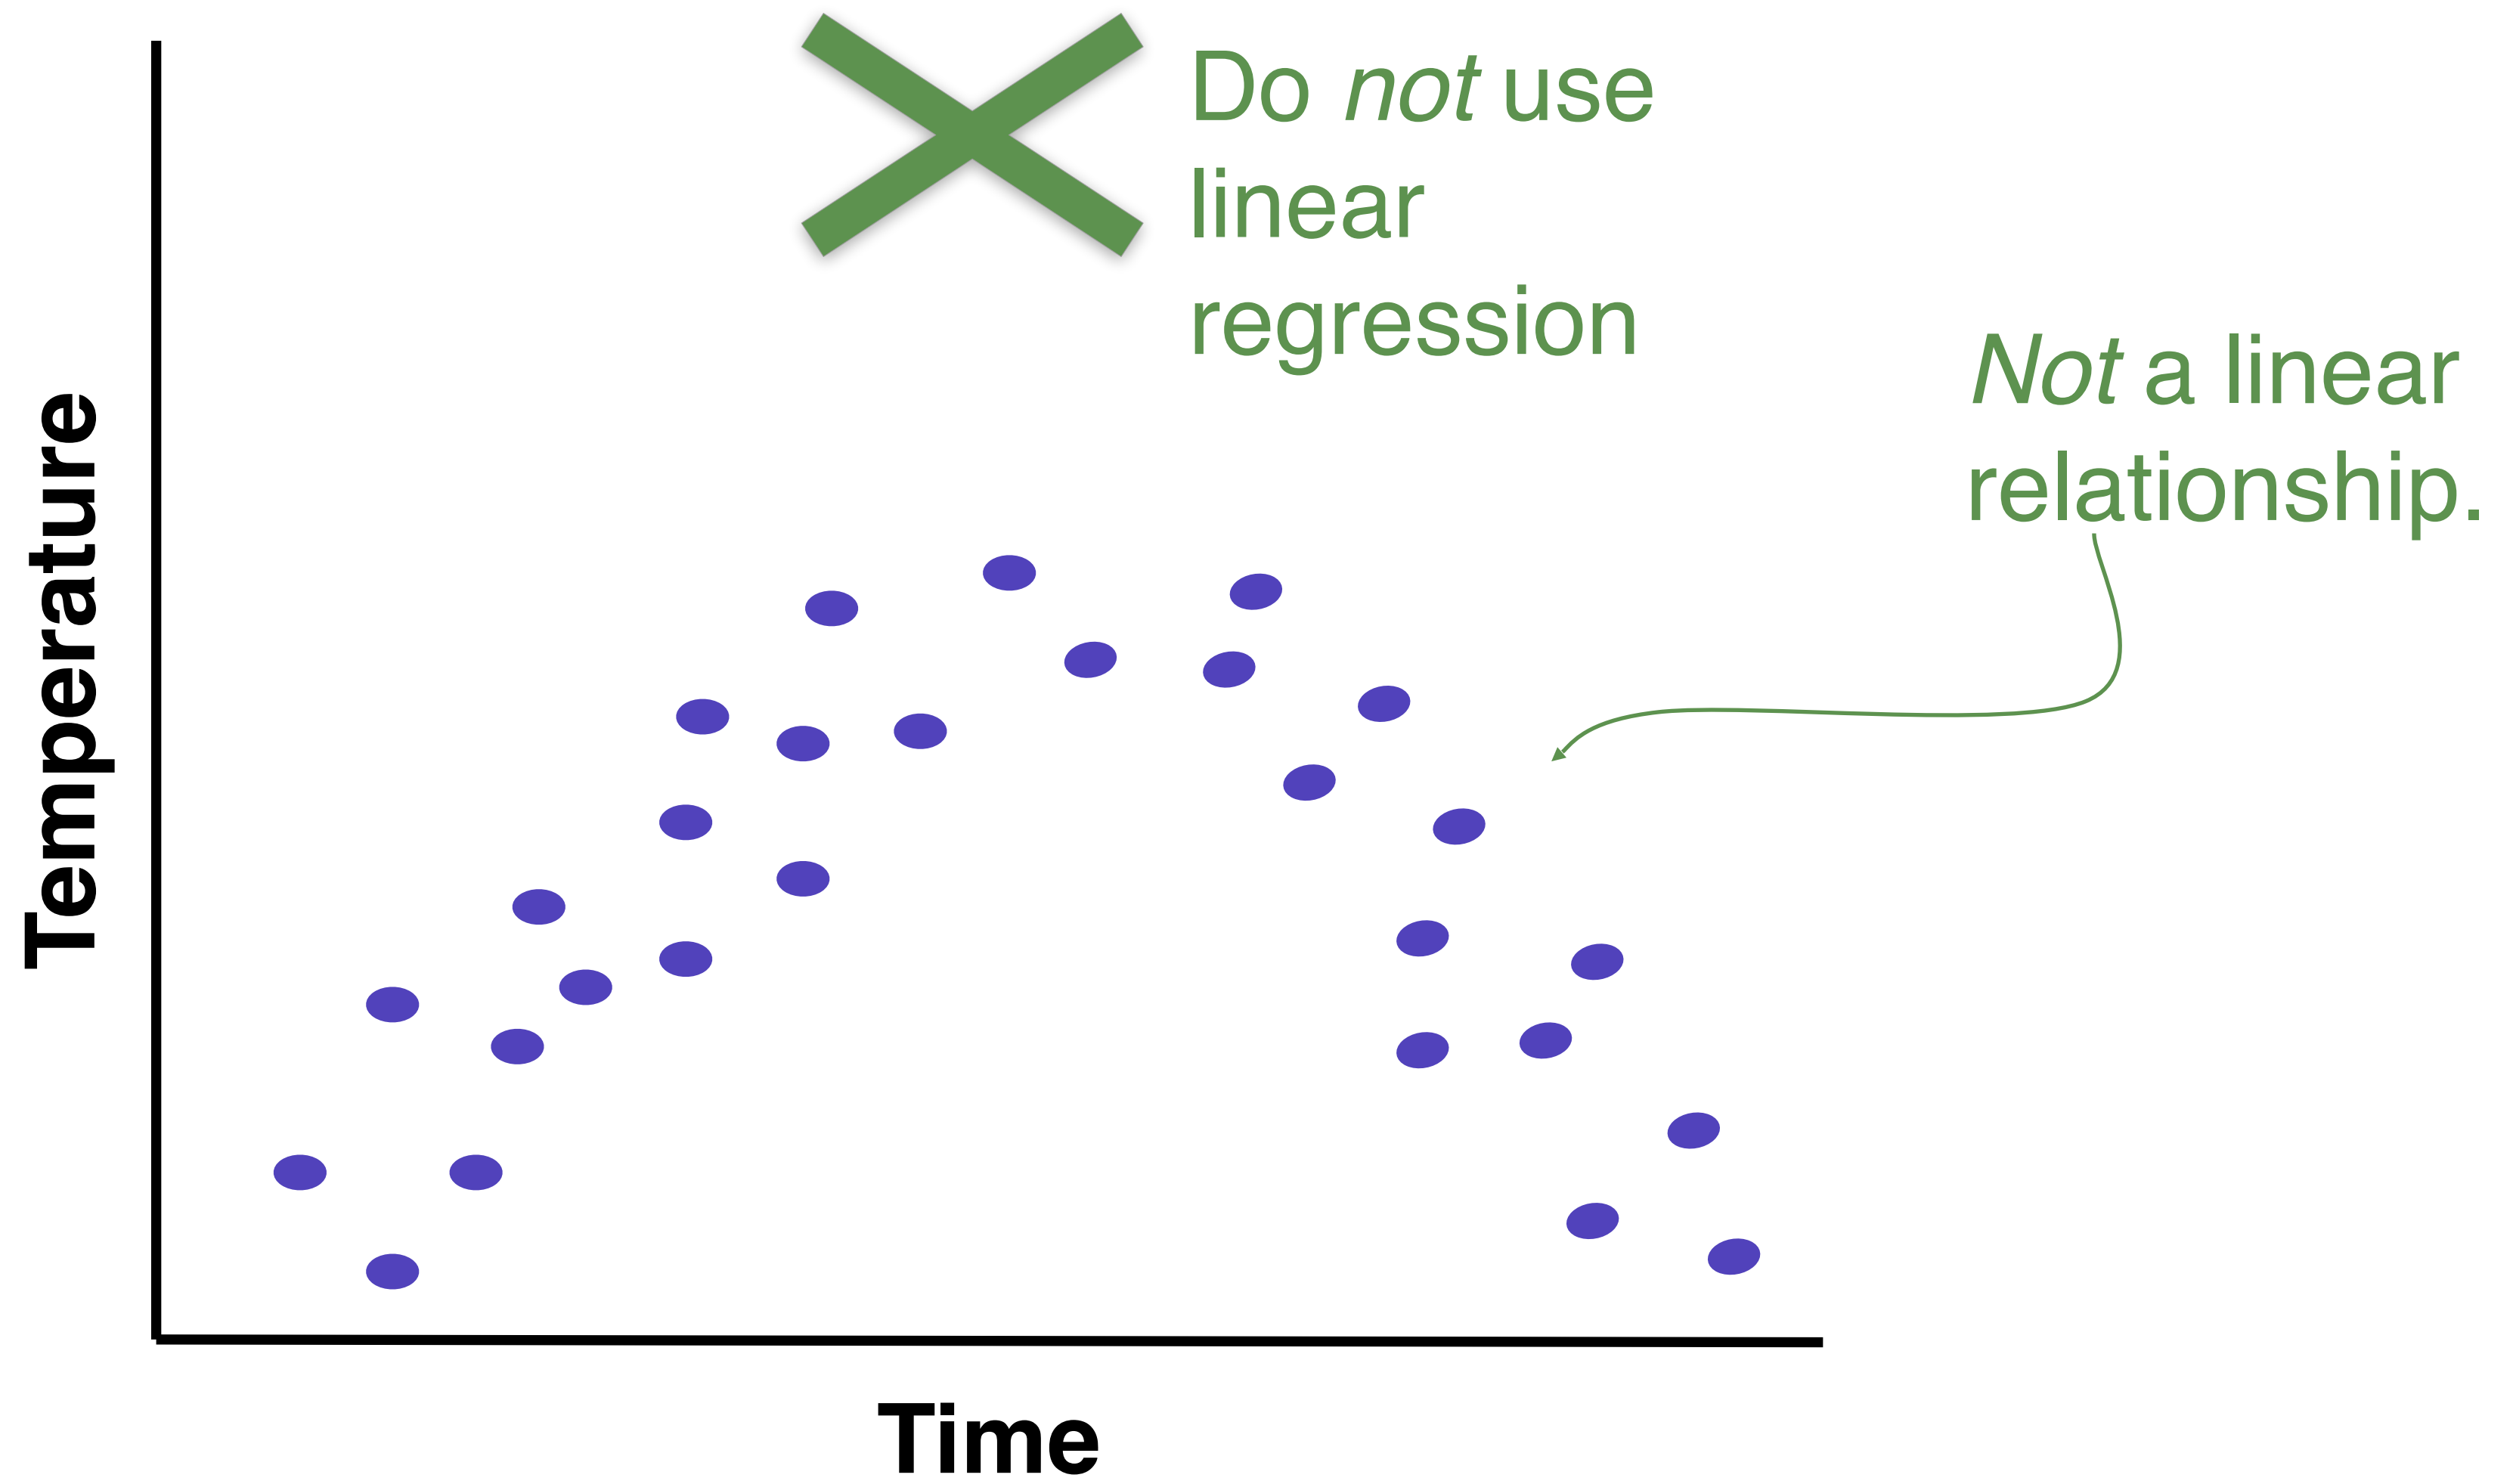 Do not use
linear
regression
Not a linear
relationship.
Temperature
Time